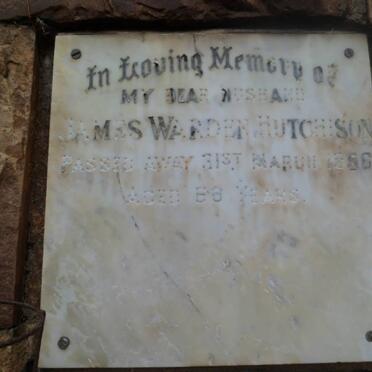 In Loving Memory of
MY DEAR HUSBAND
JAMES WARDEN HUTCHISON
PASSED AWAY 31ST MARCH
AGED YEARS.